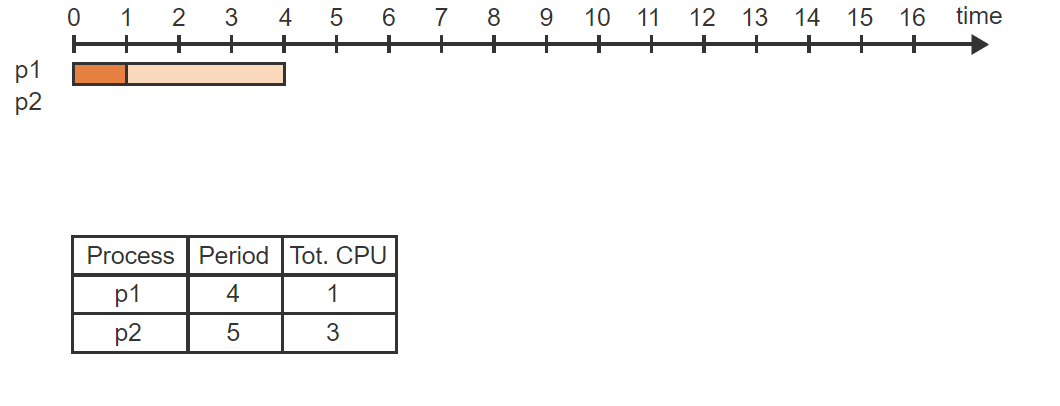 0 1 2 3 4 5 6 7 8 9 10 11 12 13 14 15 16 time
p1
p2
Process Period Tot. CPU
p1 4 1
p2 5 3